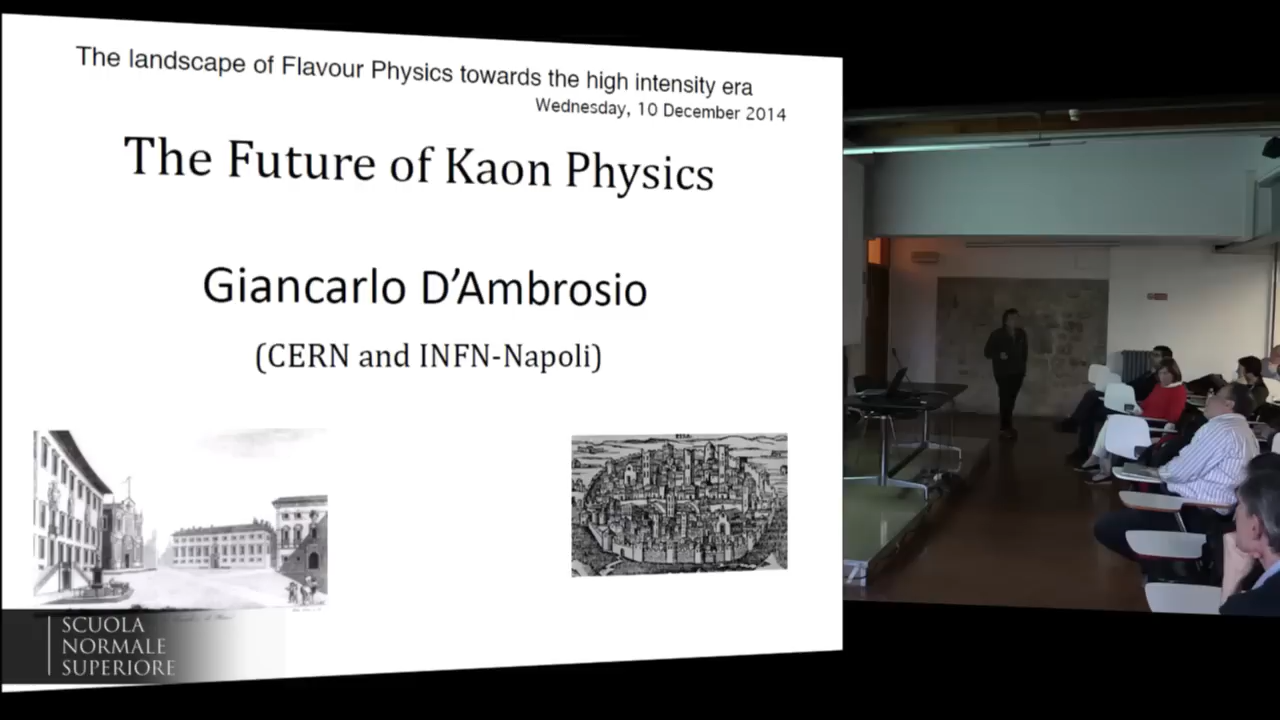 The landscape of Flavour Physics towards the high intensity era
Wednesday, 10 December 2014
The Future of Kaon Physics
Giancarlo D'Ambrosio
(CERN and INFN-Napoli)
PISA
SCUOLA
NORMALE
SUPERIORE